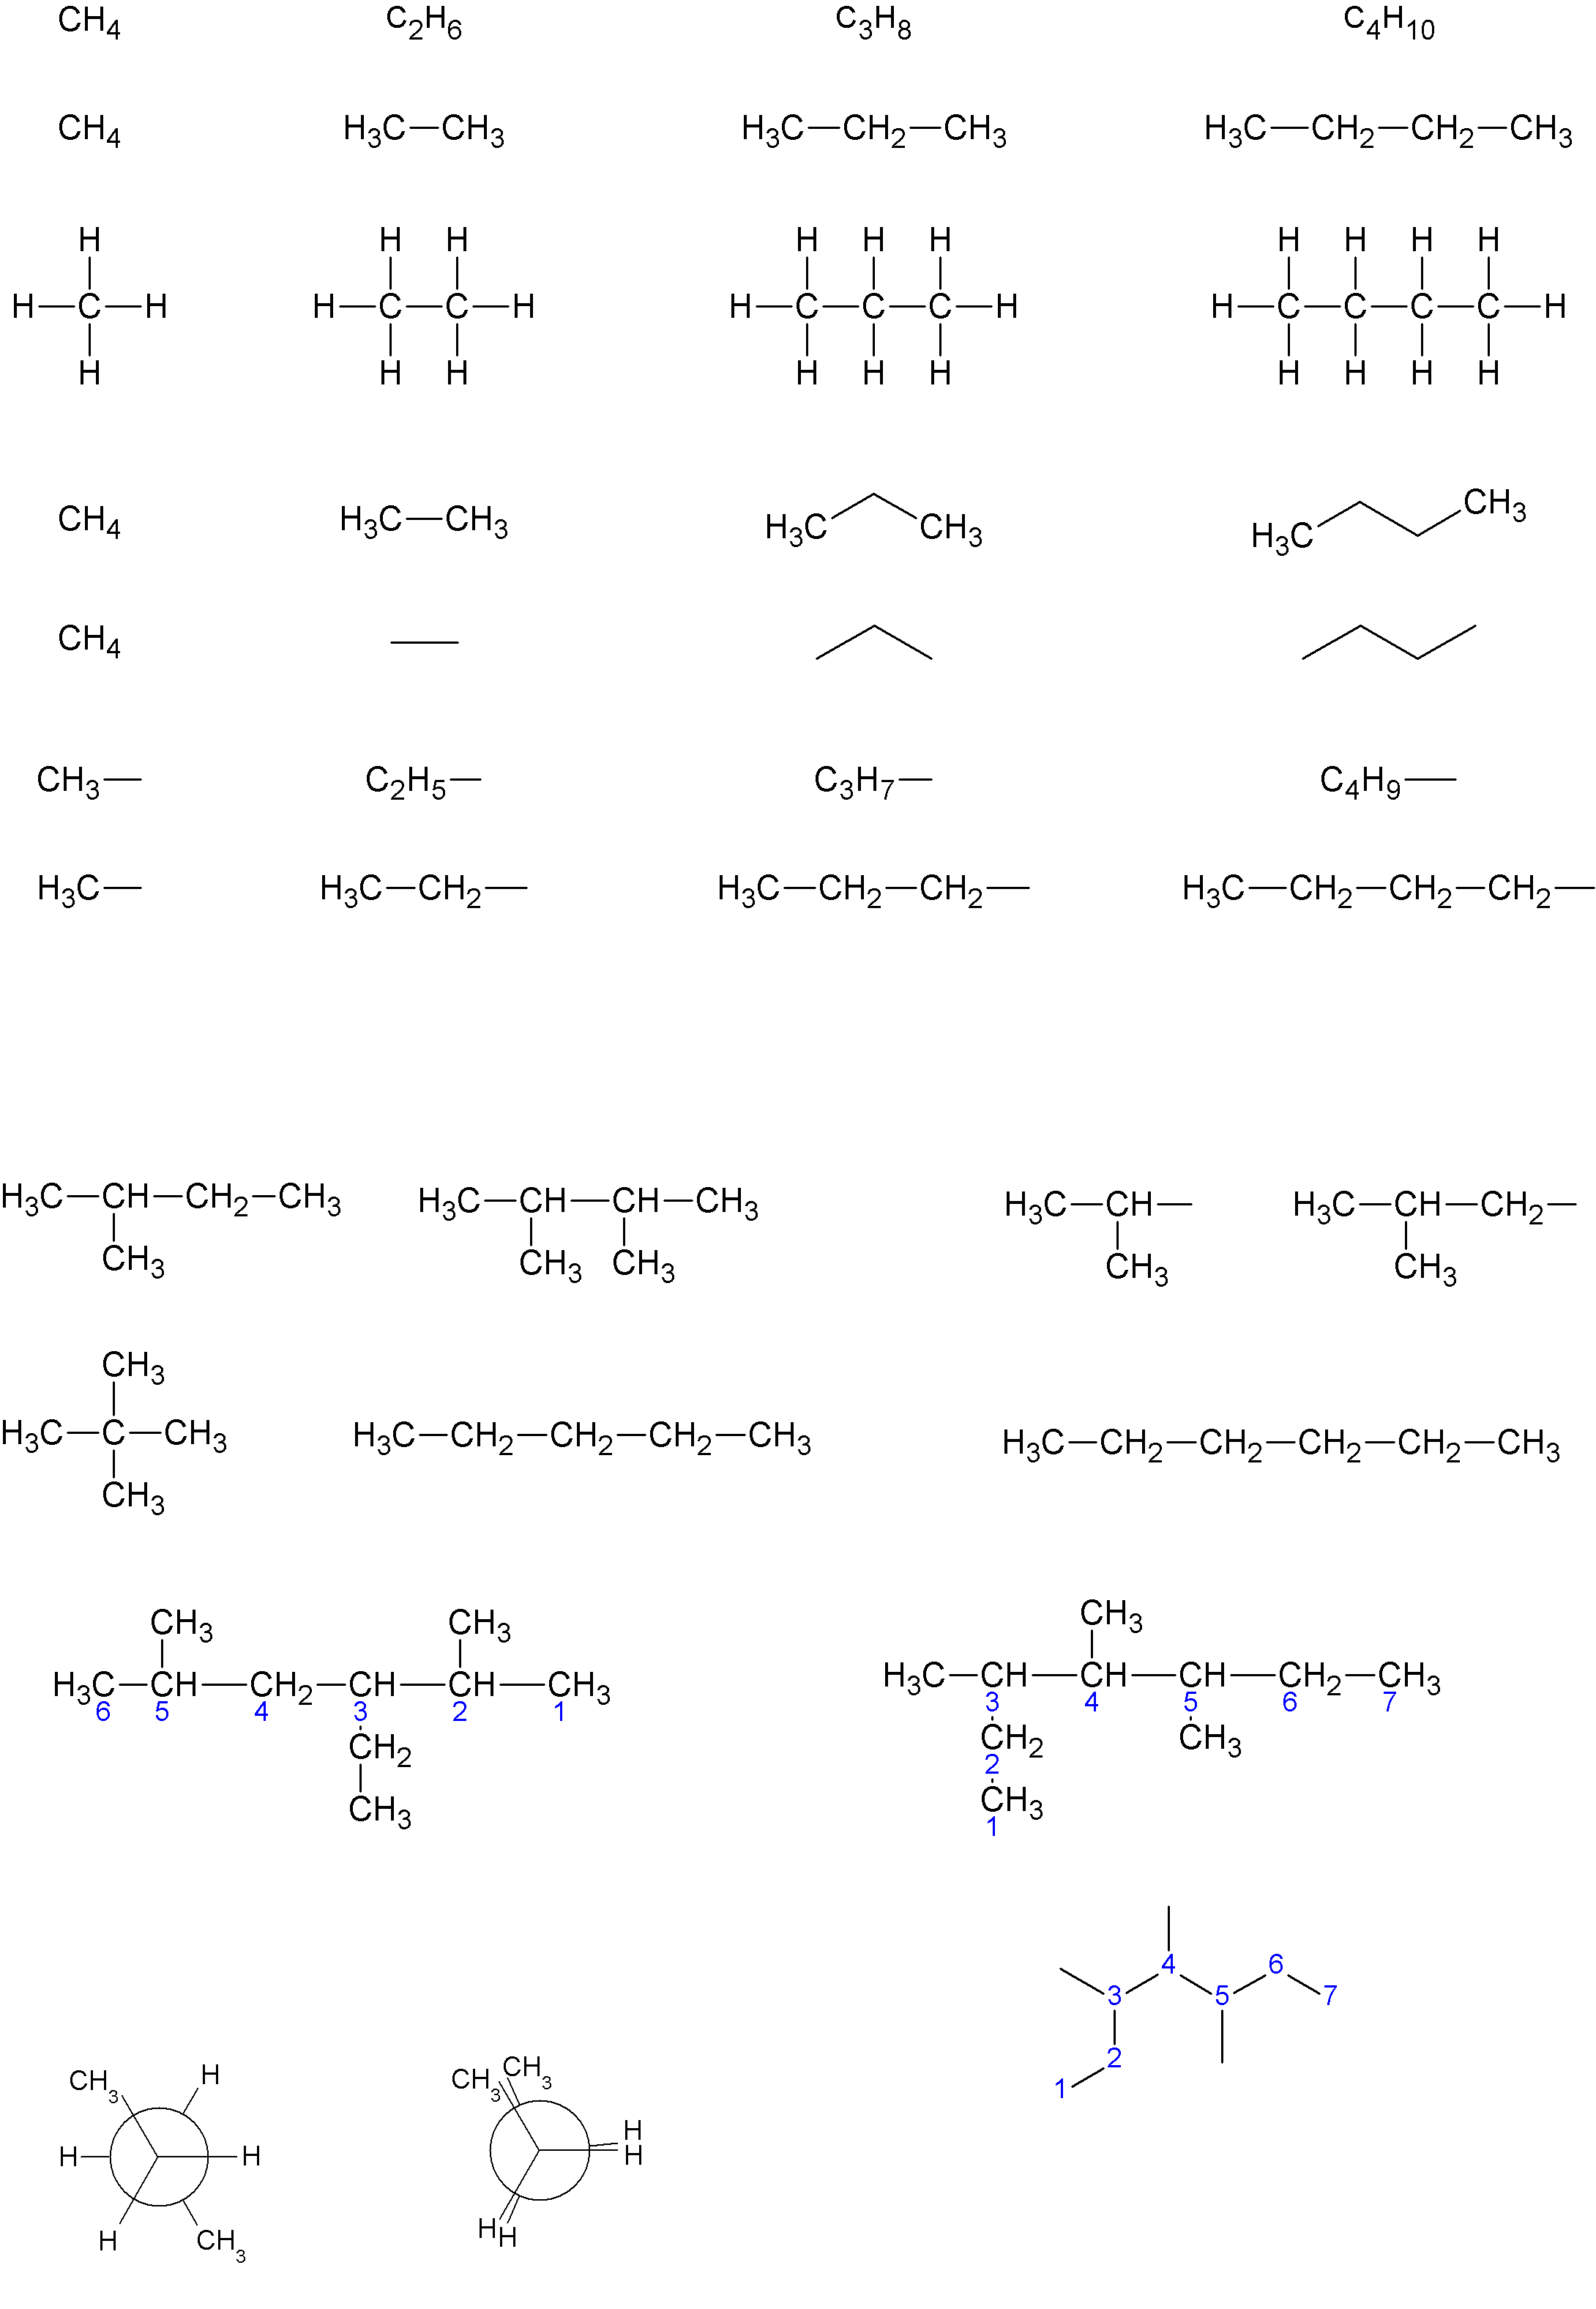 CH4 C2H6 C3H8 C4H10
CH4 H3C—CH3 H3C—CH2—CH3 H3C—CH2—CH2—CH3
H H H H H H H H H H
H—C—H H—C—C—H H—C—C—C—H H—C—C—C—C—H
H H H H H H H H H H
CH4 H3C—CH3 H3C CH3 H3C CH3
CH4
CH3— C2H5— C3H7— C4H9—
H3C— H3C—CH2— H3C—CH2—CH2— H3C—CH2—CH2—CH2—
H3C—CH—CH2—CH3 H3C—CH—CH—CH3 H3C—CH— H3C—CH—CH2—
CH3 CH3 CH3 CH3 CH3
CH3
H3C—C—CH3 H3C—CH2—CH2—CH2—CH3 H3C—CH2—CH2—CH2—CH2—CH3
CH3
CH3 CH3 CH3
H3C—CH—CH2—CH—CH—CH3 H3C—CH—CH—CH—CH2—CH3
6 5 4 3 2 1 3 4 5 6 7
CH2 CH2 CH3
2
CH3 CH3
1
4 6
3 5 7
2
1
CH3 H CH3 CH3
H H H H
H CH3 H H